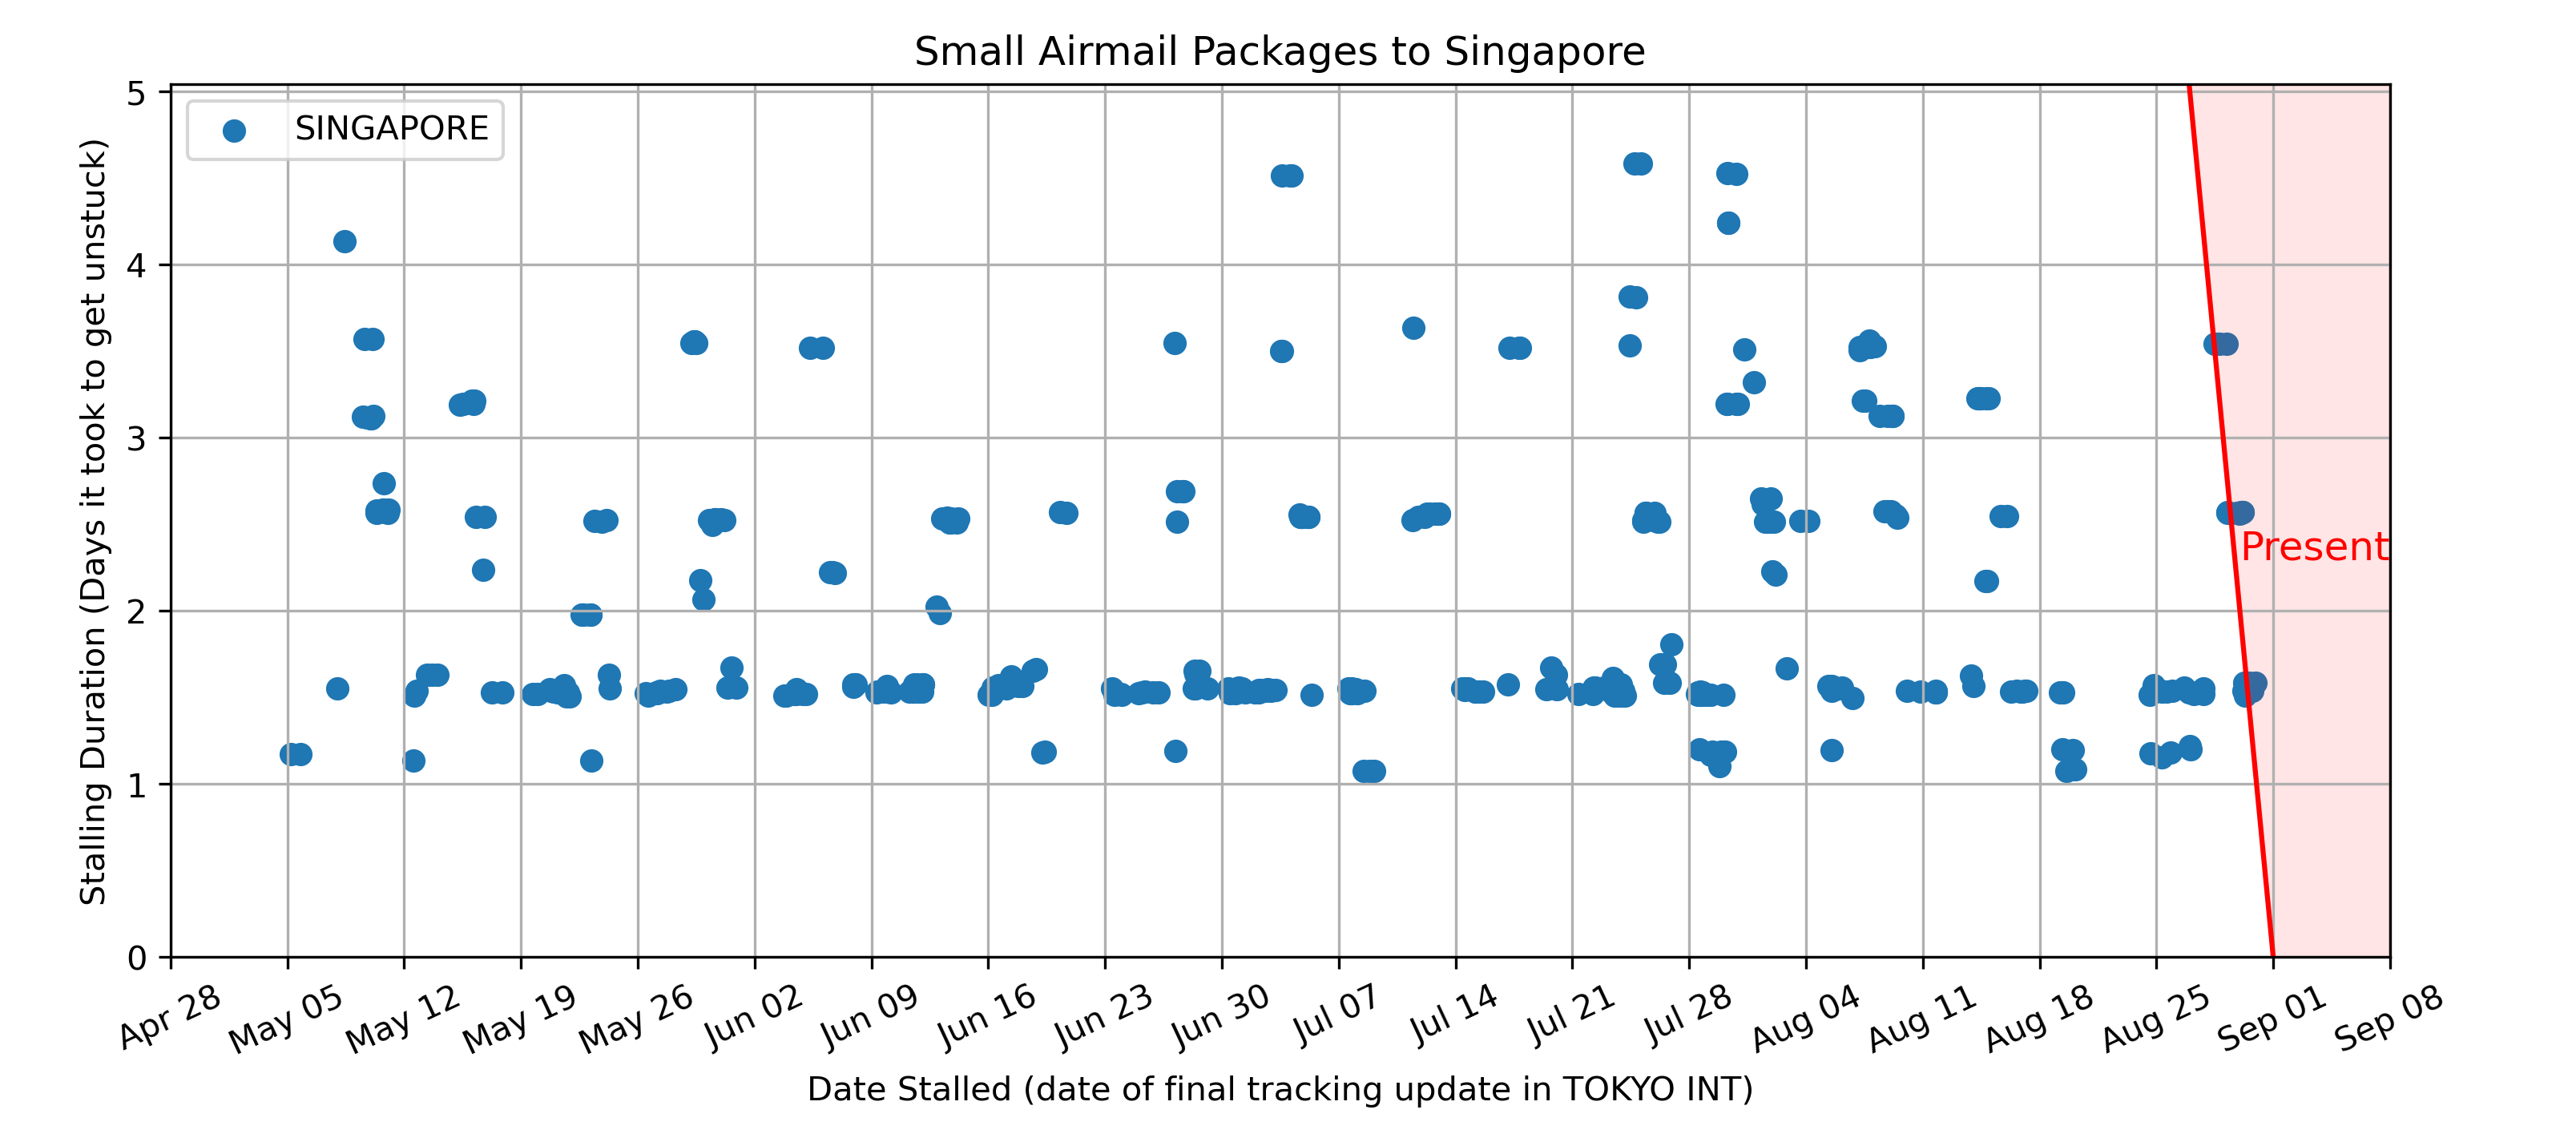 Small Airmail Packages to Singapore
SINGAPORE
Stalling Duration (Days it took to get unstuck)
5
4
3
2
1
0
Present
Apr 28
May 05
May 12
May 19
May 26
Jun 02
Jun 09
Jun 16
Jun 23
Jun 30
Jul 07
Jul 14
Jul 21
Jul 28
Aug 04
Aug 11
Aug 18
Aug 25
Sep 01
Sep 08
Date Stalled (date of final tracking update in TOKYO INT)